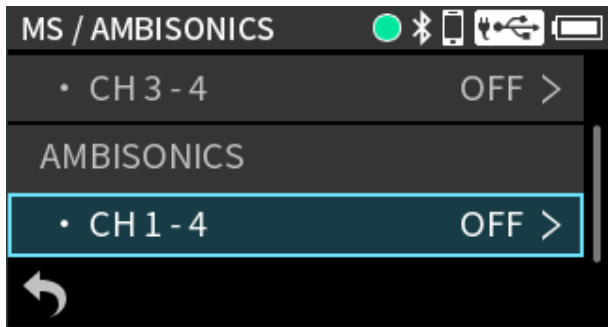 MS / AMBISONICS
・ CH 3 - 4 OFF >
AMBISONICS
・ CH 1 - 4 OFF >